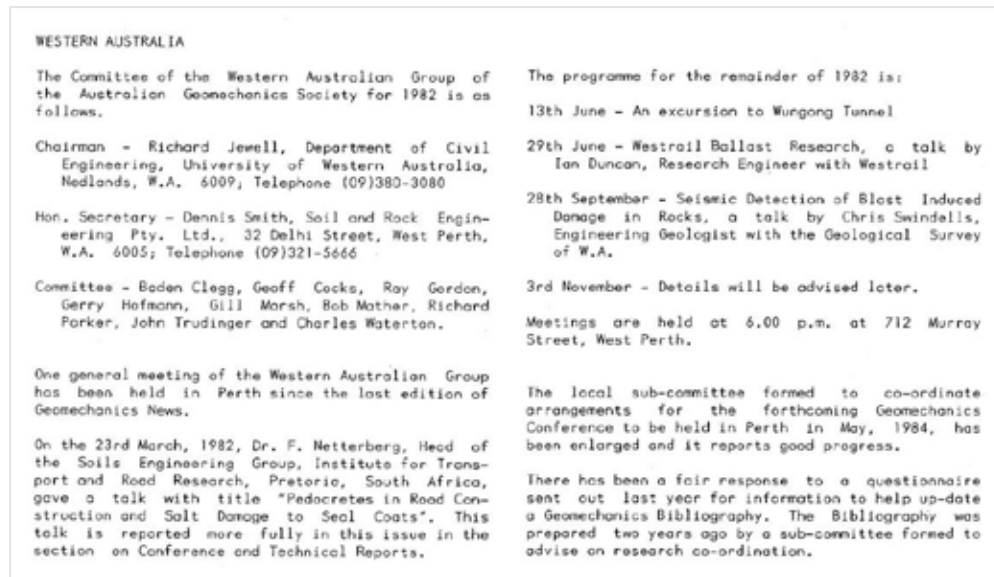 WESTERN AUSTRALIA
The Committee of the Western Australian Group of
the Australian Geomechanics Society for 1982 is as
follows.
Chairman - Richard Jewell, Department of Civil
Engineering, University of Western Australia,
Nedlands, W.A. 6009; Telephone (09)380-3080
Hon. Secretary - Dennis Smith, Soil and Rock Engin-
eering Pty. Ltd., 32 Delhi Street, West Perth,
W.A. 6005; Telephone (09)321-5666
Committee - Baden Clegg, Geoff Cocks, Ray Gordon,
Gerry Hofmann, Gill Marsh, Bob Mather, Richard
Parker, John Trudinger and Charles Waterton.
One general meeting of the Western Australian Group
has been held in Perth since the last edition of
Geomechanics News.
On the 23rd March, 1982, Dr. F. Netterberg, Head of
the Soils Engineering Group, Institute for Trans-
port and Road Research, Pretoria, South Africa,
gave a talk with title "Pedocretes in Road Con-
struction and Salt Damage to Seal Coats". This
talk is reported more fully in this issue in the
section on Conference and Technical Reports.
The programme for the remainder of 1982 is:
13th June - An excursion to Wungong Tunnel
29th June - Westrail Ballast Research, a talk by
Ian Duncan, Research Engineer with Westrail
28th September - Seismic Detection of Blast Induced
Damage in Rocks, a talk by Chris Swindells,
Engineering Geologist with the Geological Survey
of W.A.
3rd November - Details will be advised later.
Meetings are held at 6.00 p.m. at 712 Murray
Street, West Perth.
The local sub-committee formed to co-ordinate
arrangements for the forthcoming Geomechanics
Conference to be held in Perth in May, 1984, has
been enlarged and it reports good progress.
There has been a fair response to a questionnaire
sent out last year for information to help up-date
a Geomechanics Bibliography. The Bibliography was
prepared two years ago by a sub-committee formed to
advise on research co-ordination.